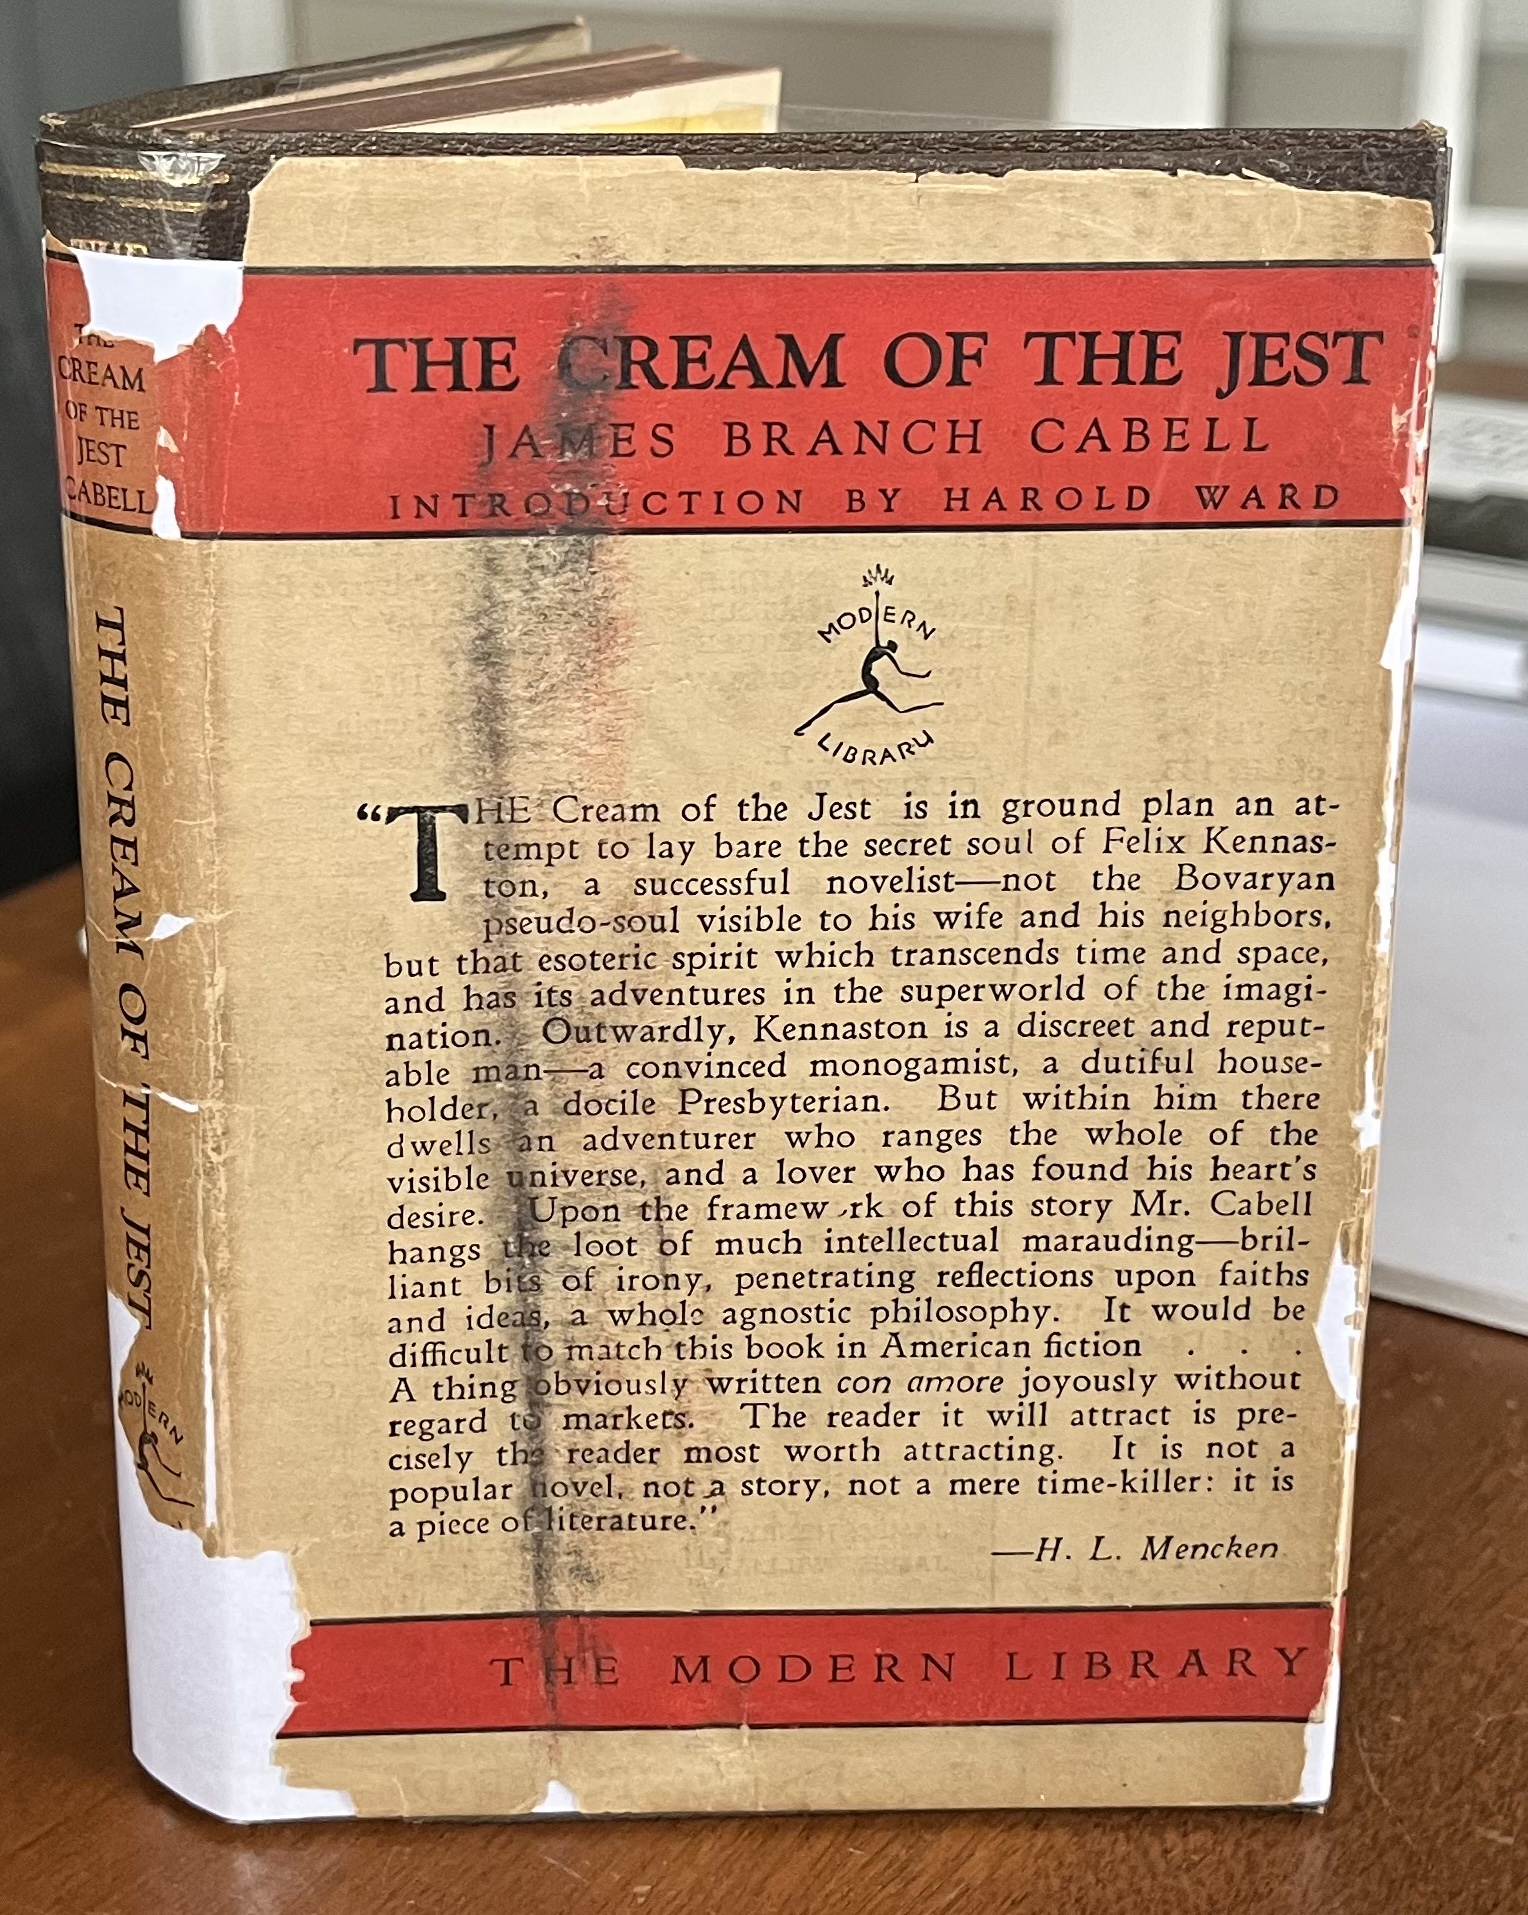 THE
CREAM
OF THE
JEST
CABELL
THE CREAM OF THE JEST
MODERN
THE CREAM OF THE JEST
JAMES BRANCH CABELL
INTRODUCTION BY HAROLD WARD
MODERN
LIBRARY
“THE Cream of the Jest is in ground plan an at-
tempt to lay bare the secret soul of Felix Kennas-
ton, a successful novelist—not the Bovaryan
pseudo-soul visible to his wife and his neighbors,
but that esoteric spirit which transcends time and space,
and has its adventures in the superworld of the imagi-
nation. Outwardly, Kennaston is a discreet and reput-
able man—a convinced monogamist, a dutiful house-
holder, a docile Presbyterian. But within him there
dwells an adventurer who ranges the whole of the
visible universe, and a lover who has found his heart's
desire. Upon the framew rk of this story Mr. Cabell
hangs the loot of much intellectual marauding—bril-
liant bits of irony, penetrating reflections upon faiths
and ideas, a whole agnostic philosophy. It would be
difficult to match this book in American fiction . . .
A thing obviously written con amore joyously without
regard to markets. The reader it will attract is pre-
cisely the reader most worth attracting. It is not a
popular novel, not a story, not a mere time-killer: it is
a piece of literature.”
—H. L. Mencken
THE MODERN LIBRARY